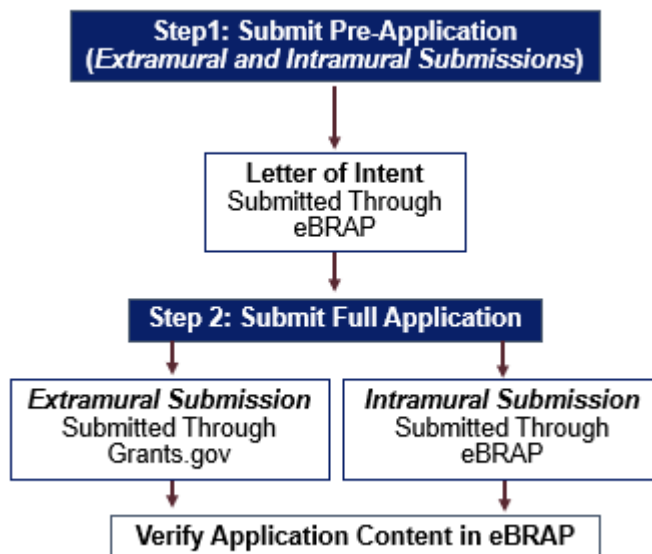 Step1: Submit Pre-Application
(Extramural and Intramural Submissions)
Letter of Intent
Submitted Through
eBRAP
Step 2: Submit Full Application
Extramural Submission
Submitted Through
Grants.gov
Intramural Submission
Submitted Through
eBRAP
Verify Application Content in eBRAP